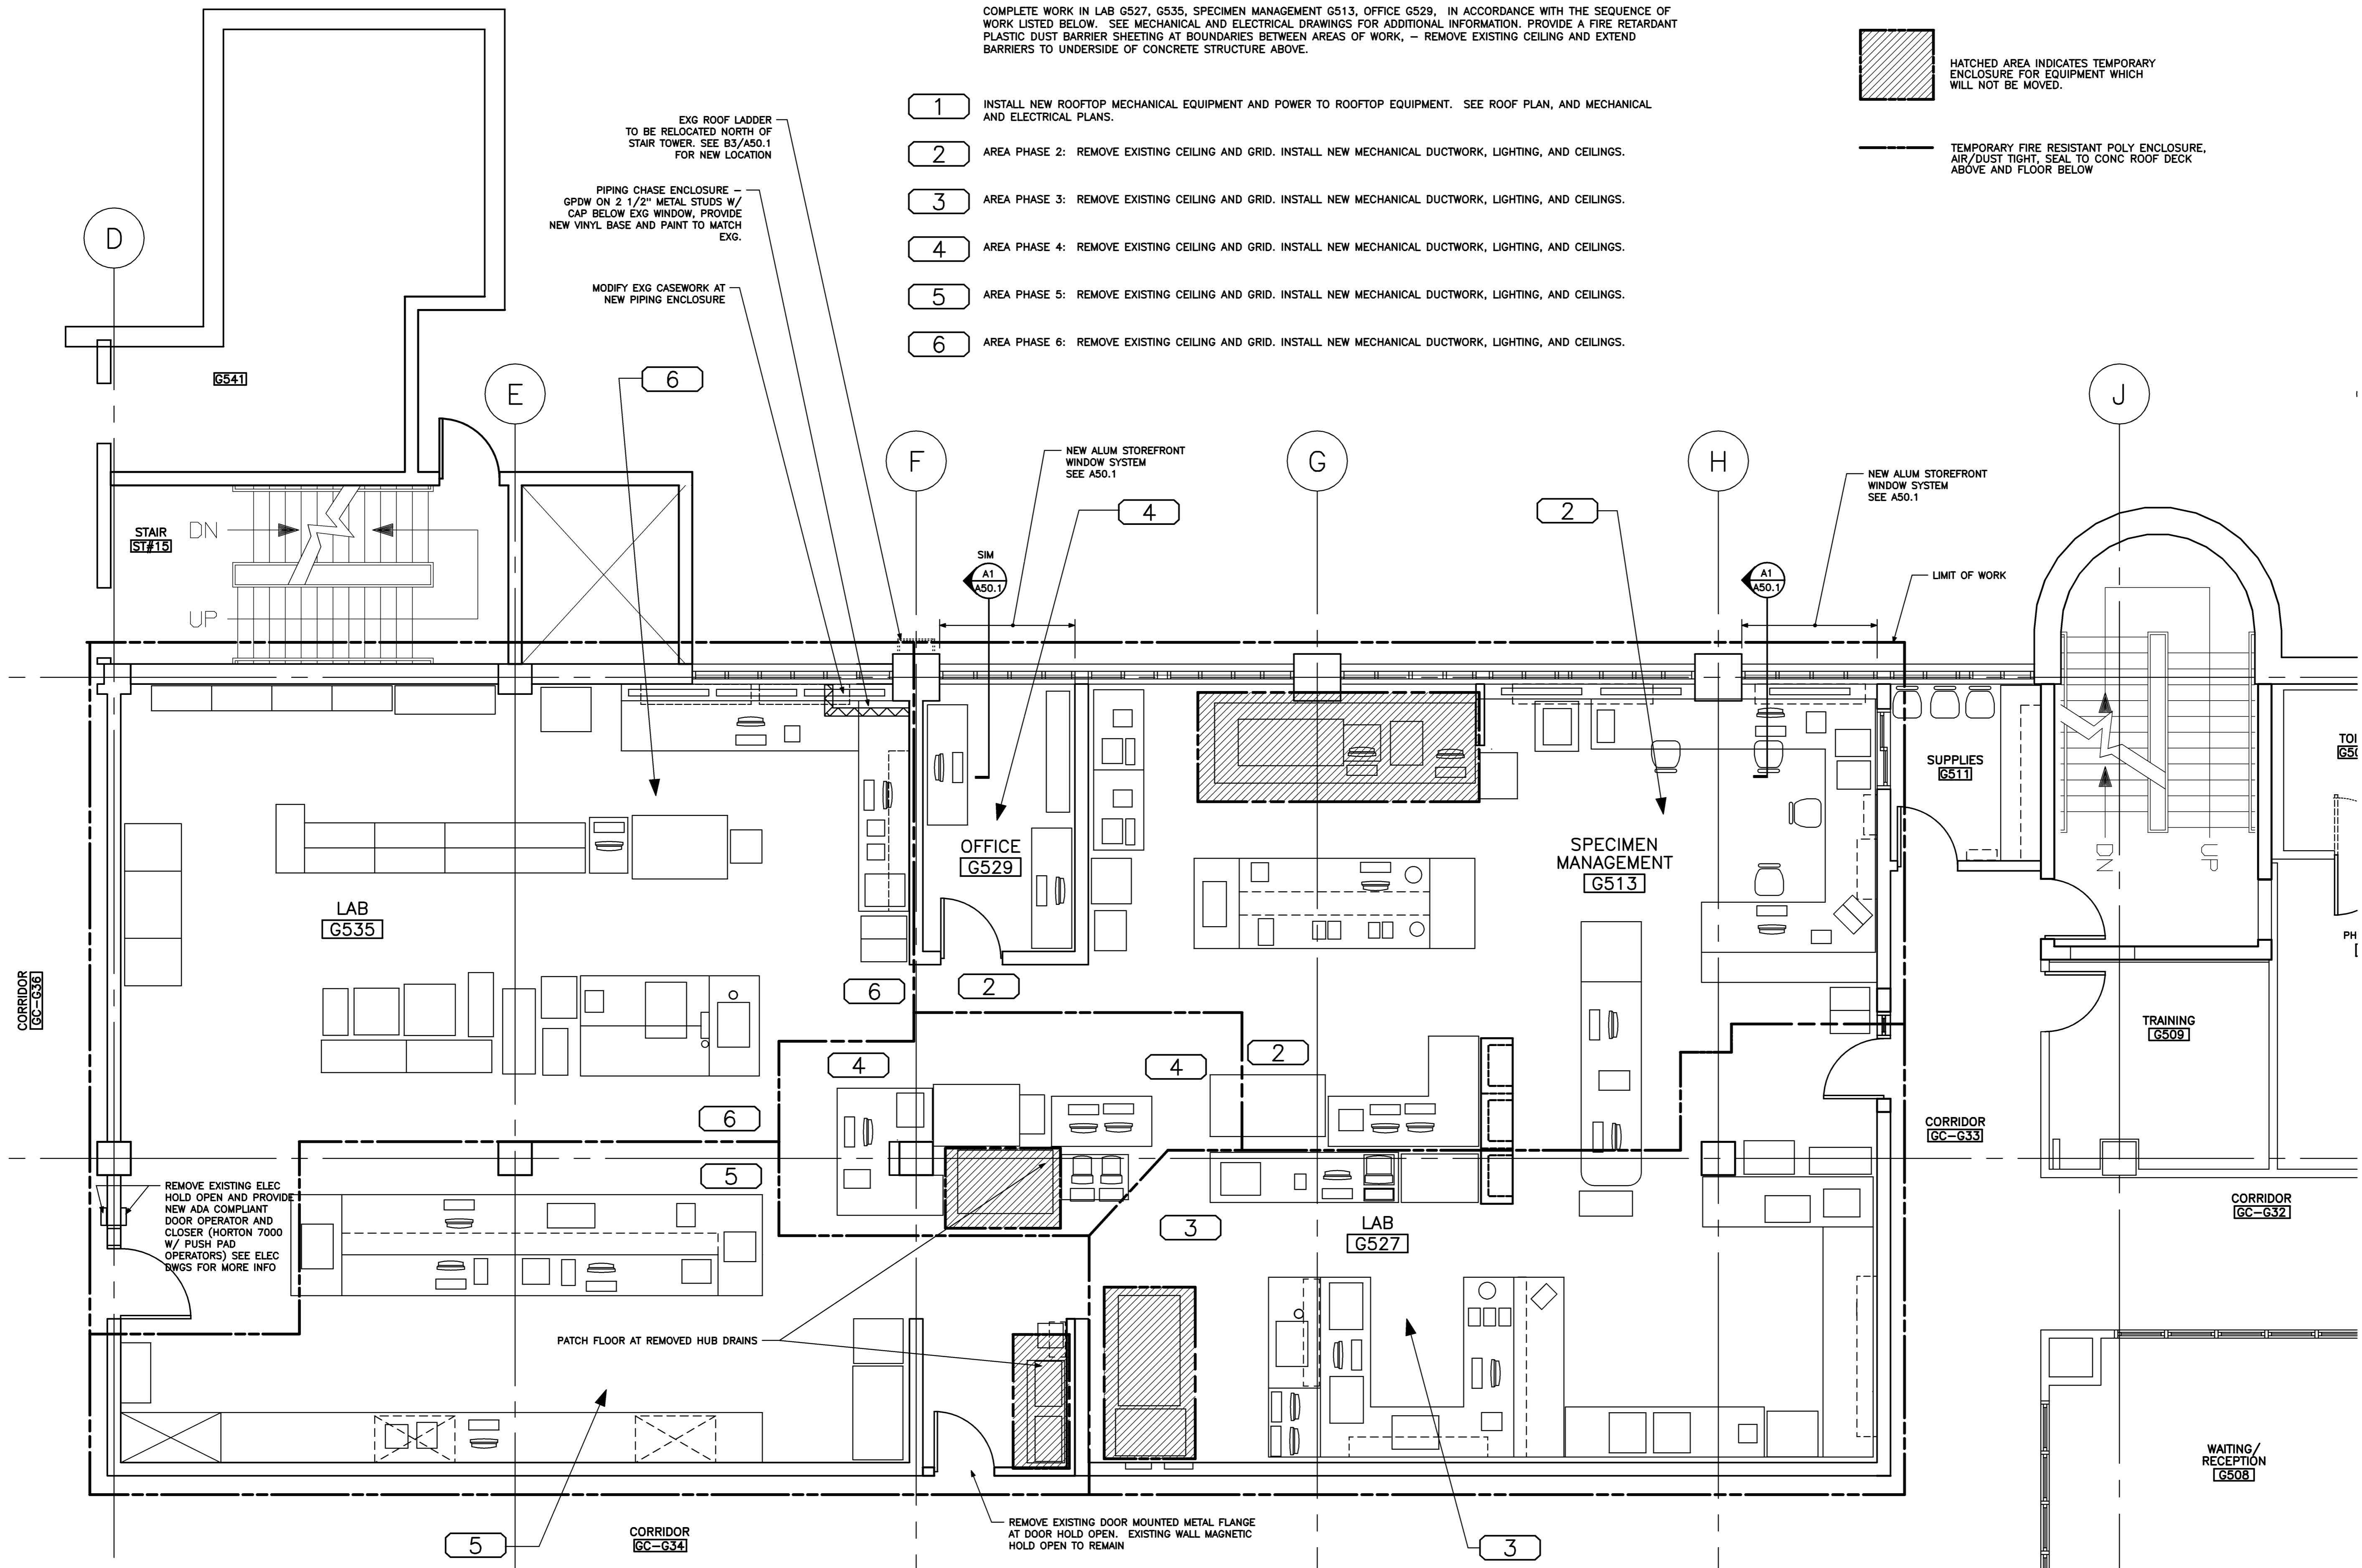 COMPLETE WORK IN LAB G527, G535, SPECIMEN MANAGEMENT G513, OFFICE G529, IN ACCORDANCE WITH THE SEQUENCE OF
WORK LISTED BELOW. SEE MECHANICAL AND ELECTRICAL DRAWINGS FOR ADDITIONAL INFORMATION. PROVIDE A FIRE RETARDANT
PLASTIC DUST BARRIER SHEETING AT BOUNDARIES BETWEEN AREAS OF WORK, – REMOVE EXISTING CEILING AND EXTEND
BARRIERS TO UNDERSIDE OF CONCRETE STRUCTURE ABOVE.
1
INSTALL NEW ROOFTOP MECHANICAL EQUIPMENT AND POWER TO ROOFTOP EQUIPMENT. SEE ROOF PLAN, AND MECHANICAL
AND ELECTRICAL PLANS.
2
AREA PHASE 2: REMOVE EXISTING CEILING AND GRID. INSTALL NEW MECHANICAL DUCTWORK, LIGHTING, AND CEILINGS.
3
AREA PHASE 3: REMOVE EXISTING CEILING AND GRID. INSTALL NEW MECHANICAL DUCTWORK, LIGHTING, AND CEILINGS.
4
AREA PHASE 4: REMOVE EXISTING CEILING AND GRID. INSTALL NEW MECHANICAL DUCTWORK, LIGHTING, AND CEILINGS.
5
AREA PHASE 5: REMOVE EXISTING CEILING AND GRID. INSTALL NEW MECHANICAL DUCTWORK, LIGHTING, AND CEILINGS.
6
AREA PHASE 6: REMOVE EXISTING CEILING AND GRID. INSTALL NEW MECHANICAL DUCTWORK, LIGHTING, AND CEILINGS.
HATCHED AREA INDICATES TEMPORARY
ENCLOSURE FOR EQUIPMENT WHICH
WILL NOT BE MOVED.
TEMPORARY FIRE RESISTANT POLY ENCLOSURE,
AIR/DUST TIGHT, SEAL TO CONC ROOF DECK
ABOVE AND FLOOR BELOW
EXG ROOF LADDER
TO BE RELOCATED NORTH OF
STAIR TOWER. SEE B3/A50.1
FOR NEW LOCATION
PIPING CHASE ENCLOSURE –
GPDW ON 2 1/2" METAL STUDS W/
CAP BELOW EXG WINDOW, PROVIDE
NEW VINYL BASE AND PAINT TO MATCH
EXG.
MODIFY EXG CASEWORK AT
NEW PIPING ENCLOSURE
D
E
F
G
H
J
G541
6
NEW ALUM STOREFRONT
WINDOW SYSTEM
SEE A50.1
4
2
NEW ALUM STOREFRONT
WINDOW SYSTEM
SEE A50.1
STAIR
ST#15
DN
UP
SIM
A1
A50.1
A1
A50.1
LIMIT OF WORK
SUPPLIES
G511
TOI
G50
OFFICE
G529
SPECIMEN
MANAGEMENT
G513
DN
UP
LAB
G535
PH
CORRIDOR
GC-G36
6
2
TRAINING
G509
4
4
2
6
5
CORRIDOR
GC-G33
REMOVE EXISTING ELEC
HOLD OPEN AND PROVIDE
NEW ADA COMPLIANT
DOOR OPERATOR AND
CLOSER (HORTON 7000
W/ PUSH PAD
OPERATORS) SEE ELEC
DWGS FOR MORE INFO
3
LAB
G527
CORRIDOR
GC-G32
PATCH FLOOR AT REMOVED HUB DRAINS
WAITING/
RECEPTION
G508
5
CORRIDOR
GC-G34
REMOVE EXISTING DOOR MOUNTED METAL FLANGE
AT DOOR HOLD OPEN. EXISTING WALL MAGNETIC
HOLD OPEN TO REMAIN
3